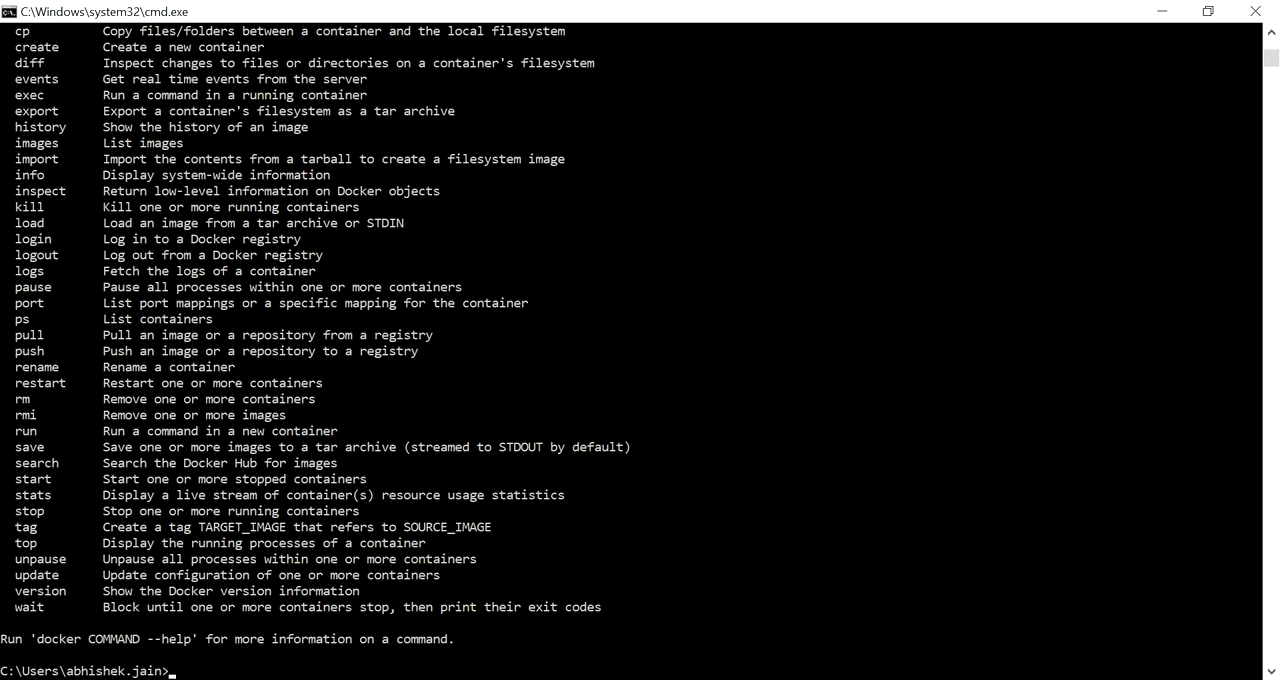 C:\Windows\system32\cmd.exe
cp Copy files/folders between a container and the local filesystem
create Create a new container
diff Inspect changes to files or directories on a container's filesystem
events Get real time events from the server
exec Run a command in a running container
export Export a container's filesystem as a tar archive
history Show the history of an image
images List images
import Import the contents from a tarball to create a filesystem image
info Display system-wide information
inspect Return low-level information on Docker objects
kill Kill one or more running containers
load Load an image from a tar archive or STDIN
login Log in to a Docker registry
logout Log out from a Docker registry
logs Fetch the logs of a container
pause Pause all processes within one or more containers
port List port mappings or a specific mapping for the container
ps List containers
pull Pull an image or a repository from a registry
push Push an image or a repository to a registry
rename Rename a container
restart Restart one or more containers
rm Remove one or more containers
rmi Remove one or more images
run Run a command in a new container
save Save one or more images to a tar archive (streamed to STDOUT by default)
search Search the Docker Hub for images
start Start one or more stopped containers
stats Display a live stream of container(s) resource usage statistics
stop Stop one or more running containers
tag Create a tag TARGET_IMAGE that refers to SOURCE_IMAGE
top Display the running processes of a container
unpause Unpause all processes within one or more containers
update Update configuration of one or more containers
version Show the Docker version information
wait Block until one or more containers stop, then print their exit codes
Run 'docker COMMAND --help' for more information on a command.
C:\Users\abhishek.jain>